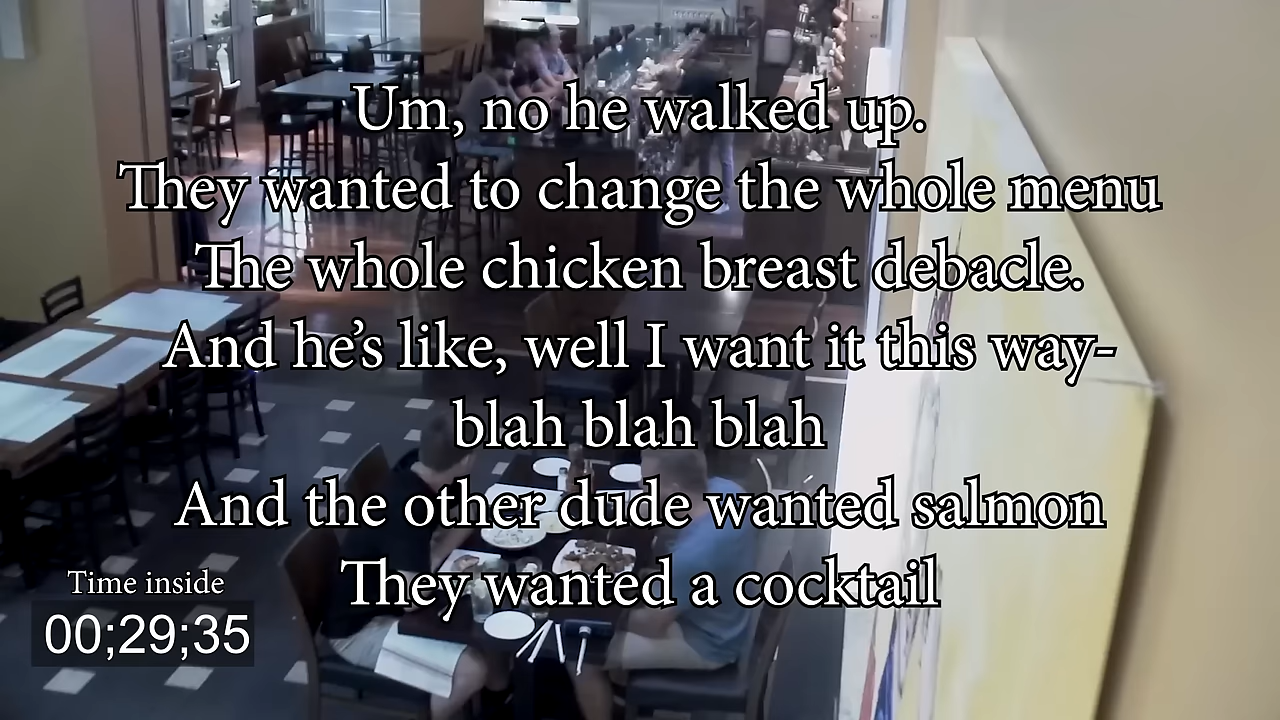 Um, no he walked up.
They wanted to change the whole menu
The whole chicken breast debacle.
And he's like, well I want it this way-
blah blah blah
And the other dude wanted salmon
They wanted a cocktail
Time inside
00;29;35